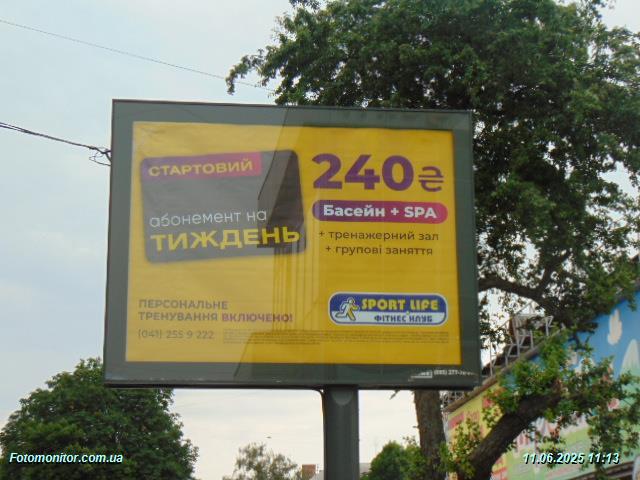 СТАРТОВИЙ
абонемент на
ТИЖДЕНЬ
240 ₴
Басейн + SPA
+ тренажерний зал
+ групові заняття
ПЕРСОНАЛЬНЕ
ТРЕНУВАННЯ ВКЛЮЧЕНО!
(041) 255 9 222
SPORT LIFE
ФІТНЕС КЛУБ
Fotomonitor.com.ua
11.06.2025 11:13